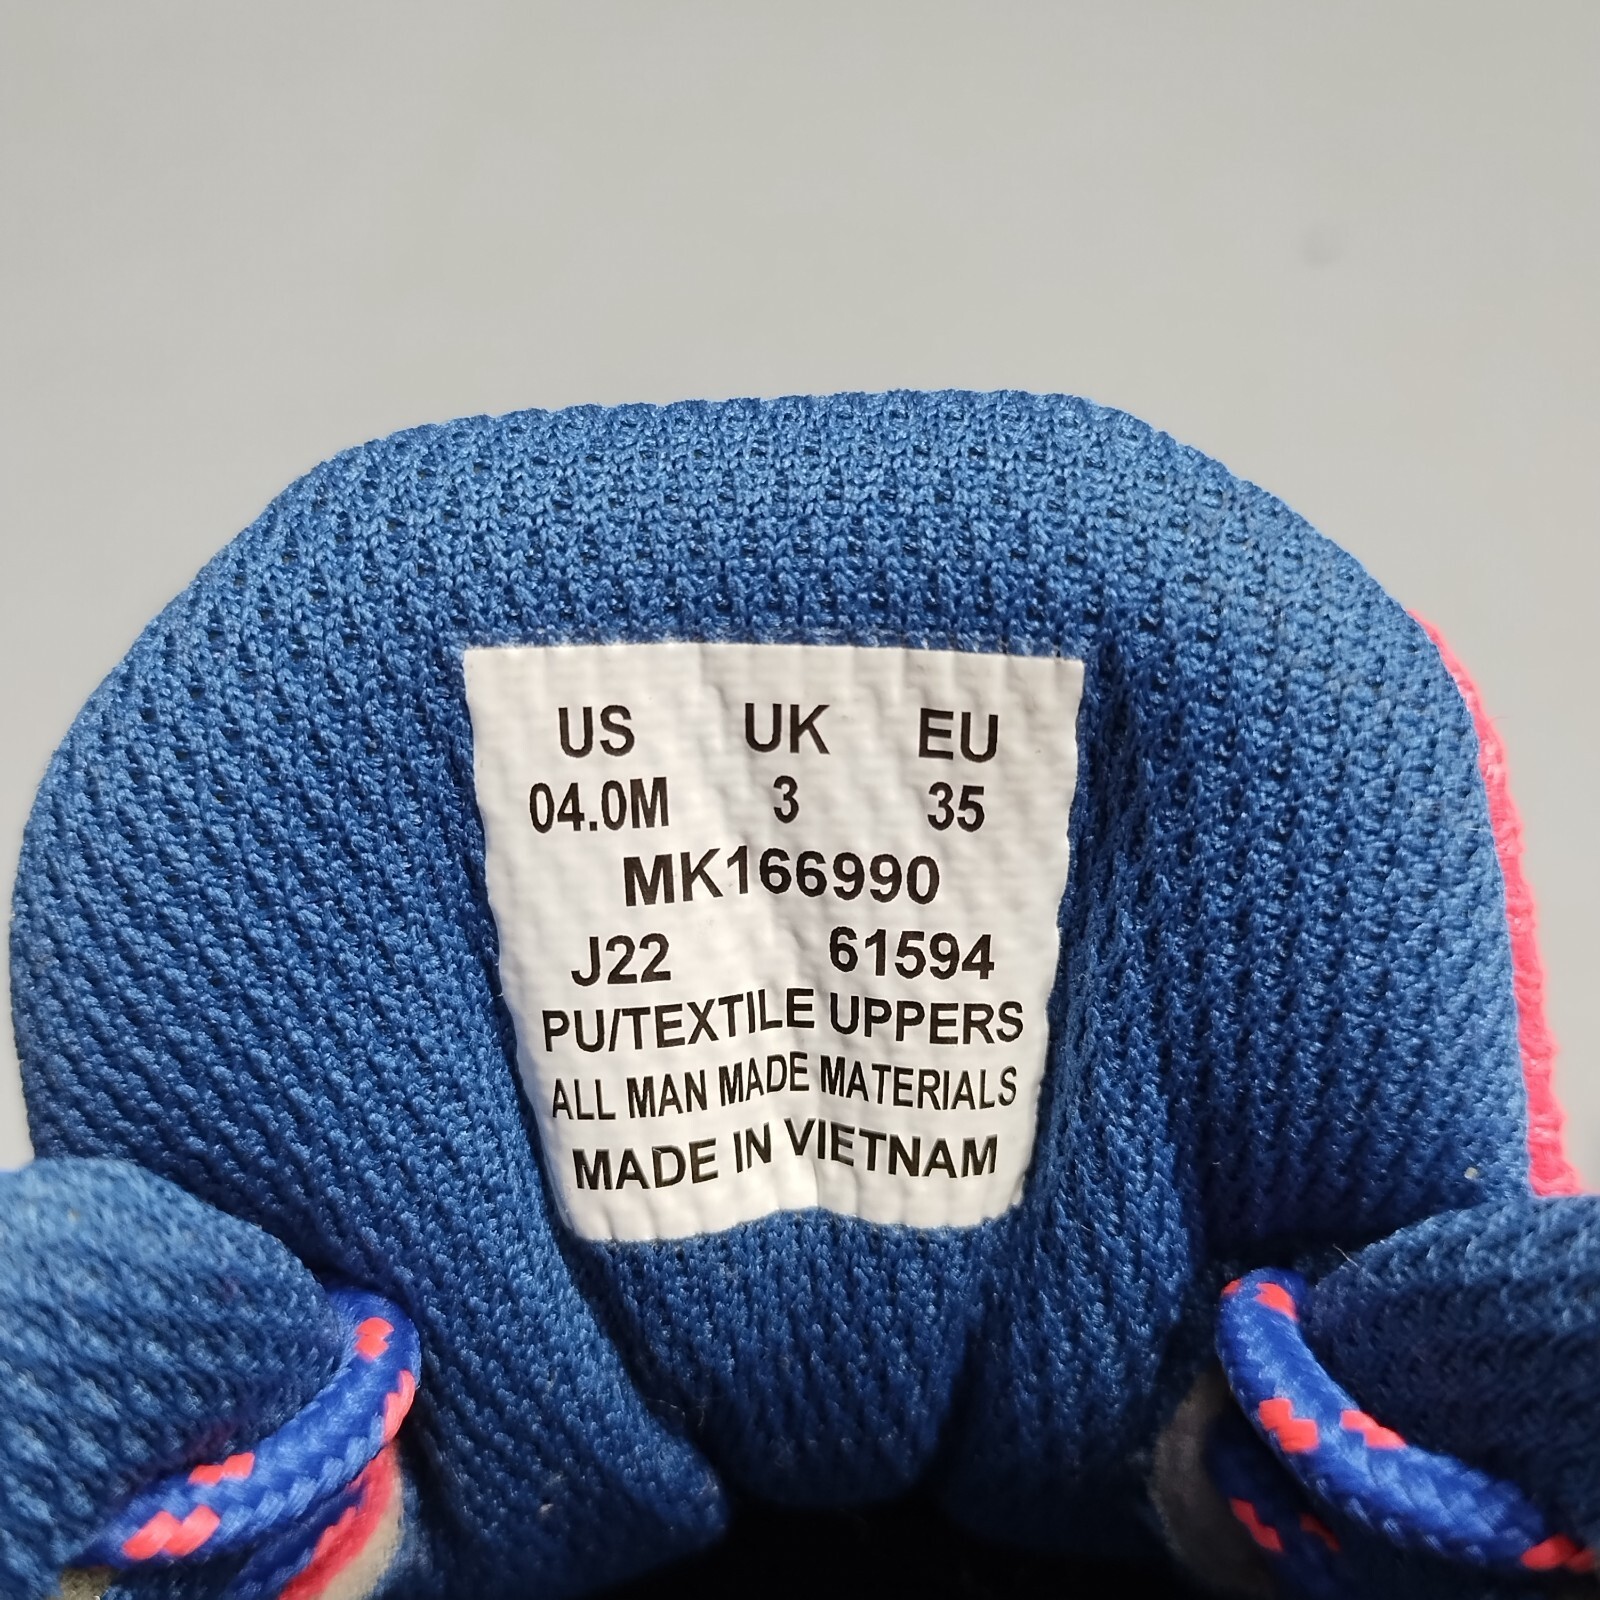 US UK EU
04.0M 3 35
MK166990
J22 61594
PU/TEXTILE UPPERS
ALL MAN MADE MATERIALS
MADE IN VIETNAM